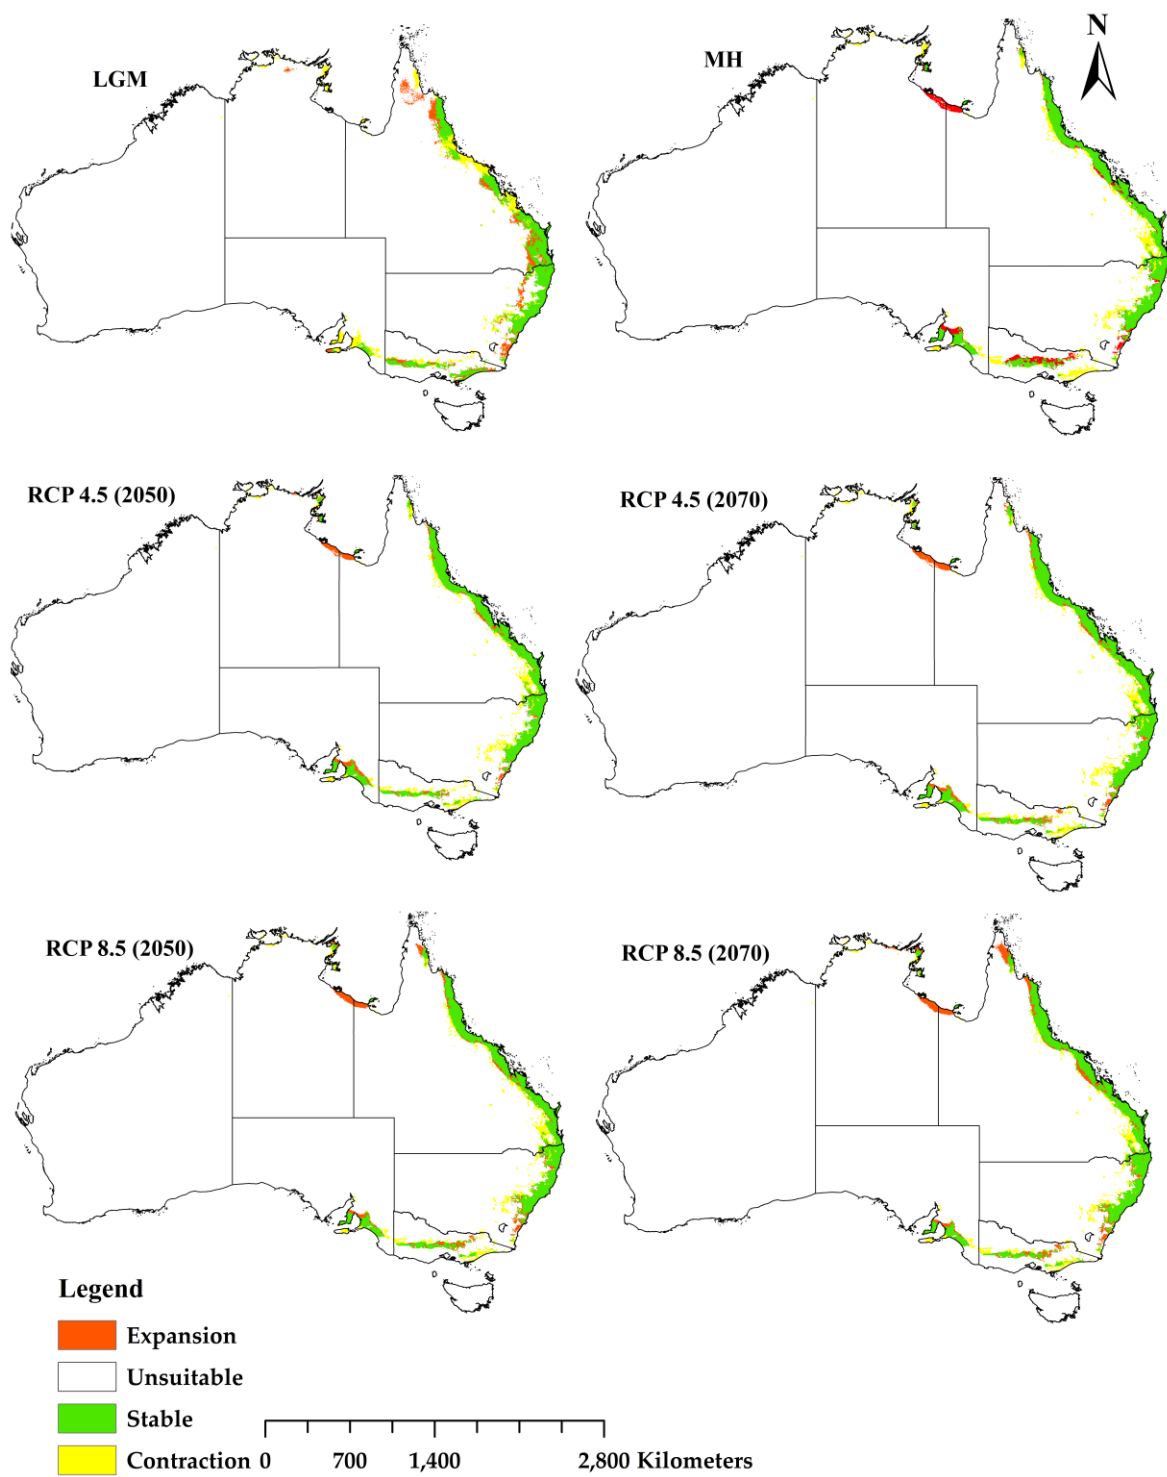 N
LGM
MH
RCP 4.5 (2050)
RCP 4.5 (2070)
RCP 8.5 (2050)
RCP 8.5 (2070)
Legend
Expansion
Unsuitable
Stable
Contraction
0 700 1,400 2,800 Kilometers